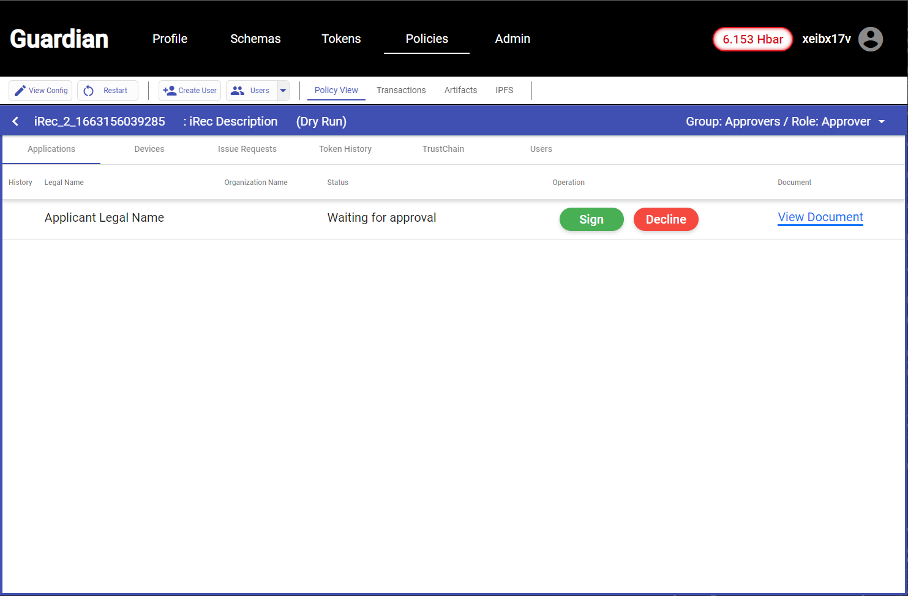 Guardian Profile Schemas Tokens Policies Admin 6.153 Hbar xeibx17v
View Config Restart Create User Users Policy View Transactions Artifacts IPFS
iRec_2_1663156039285 : iRec Description (Dry Run) Group: Approvers / Role: Approver
Applications Devices Issue Requests Token History TrustChain Users
History Legal Name Organization Name Status Operation Document
Applicant Legal Name Waiting for approval Sign Decline View Document